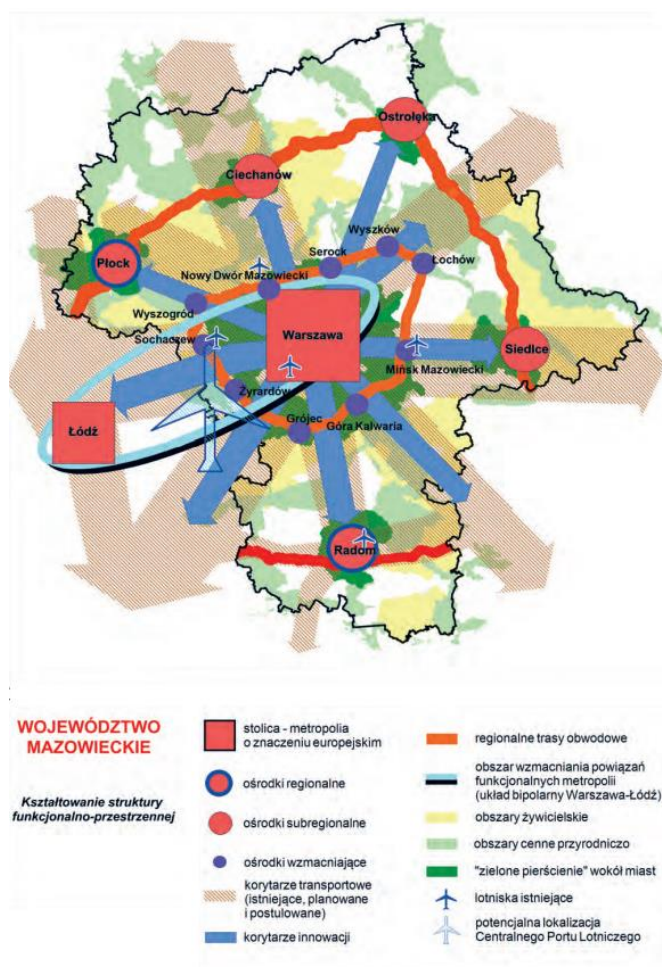 Ostrołęka
Ciechanów
Wyszków
Serock
Łochów
Płock
Nowy Dwór Mazowiecki
Wyszogród
Warszawa
Sochaczew
Siedlce
Mińsk Mazowiecki
Żyrardów
Łódź
Grójec
Góra Kalwaria
Radom
WOJEWÓDZTWO
MAZOWIECKIE
Kształtowanie struktury
funkcjonalno-przestrzennej
stolica - metropolia
o znaczeniu europejskim
ośrodki regionalne
ośrodki subregionalne
ośrodki wzmacniające
korytarze transportowe
(istniejące, planowane
i postulowane)
korytarze innowacji
regionalne trasy obwodowe
obszar wzmacniania powiązań
funkcjonalnych metropolii
(układ bipolarny Warszawa-Łódź)
obszary żywicielskie
obszary cenne przyrodniczo
"zielone pierścienie" wokół miast
lotniska istniejące
potencjalna lokalizacja
Centralnego Portu Lotniczego